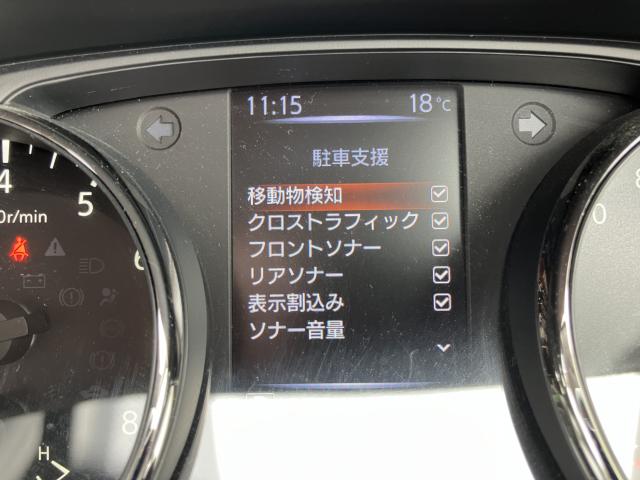 11:15 18℃
駐車支援
移動物検知
クロストラフィック
フロントソナー
リアソナー
表示割込み
ソナー音量
4
5
0r/min
6
8
H
0